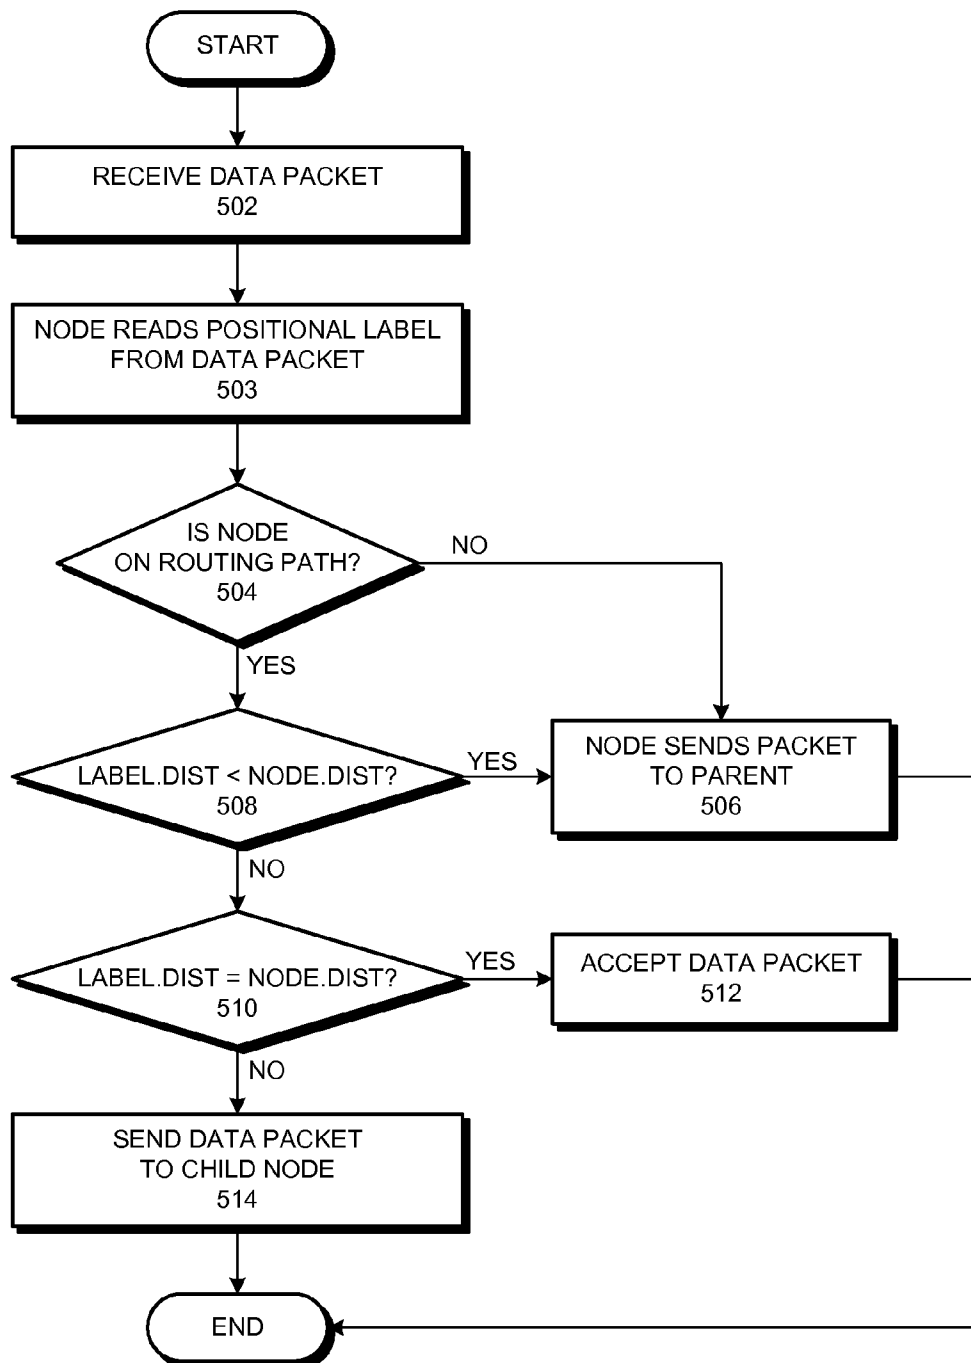 START
RECEIVE DATA PACKET
502
NODE READS POSITIONAL LABEL
FROM DATA PACKET
503
IS NODE
ON ROUTING PATH?
504
NO
YES
LABEL.DIST < NODE.DIST?
508
YES
NODE SENDS PACKET
TO PARENT
506
NO
LABEL.DIST = NODE.DIST?
510
YES
ACCEPT DATA PACKET
512
NO
SEND DATA PACKET
TO CHILD NODE
514
END